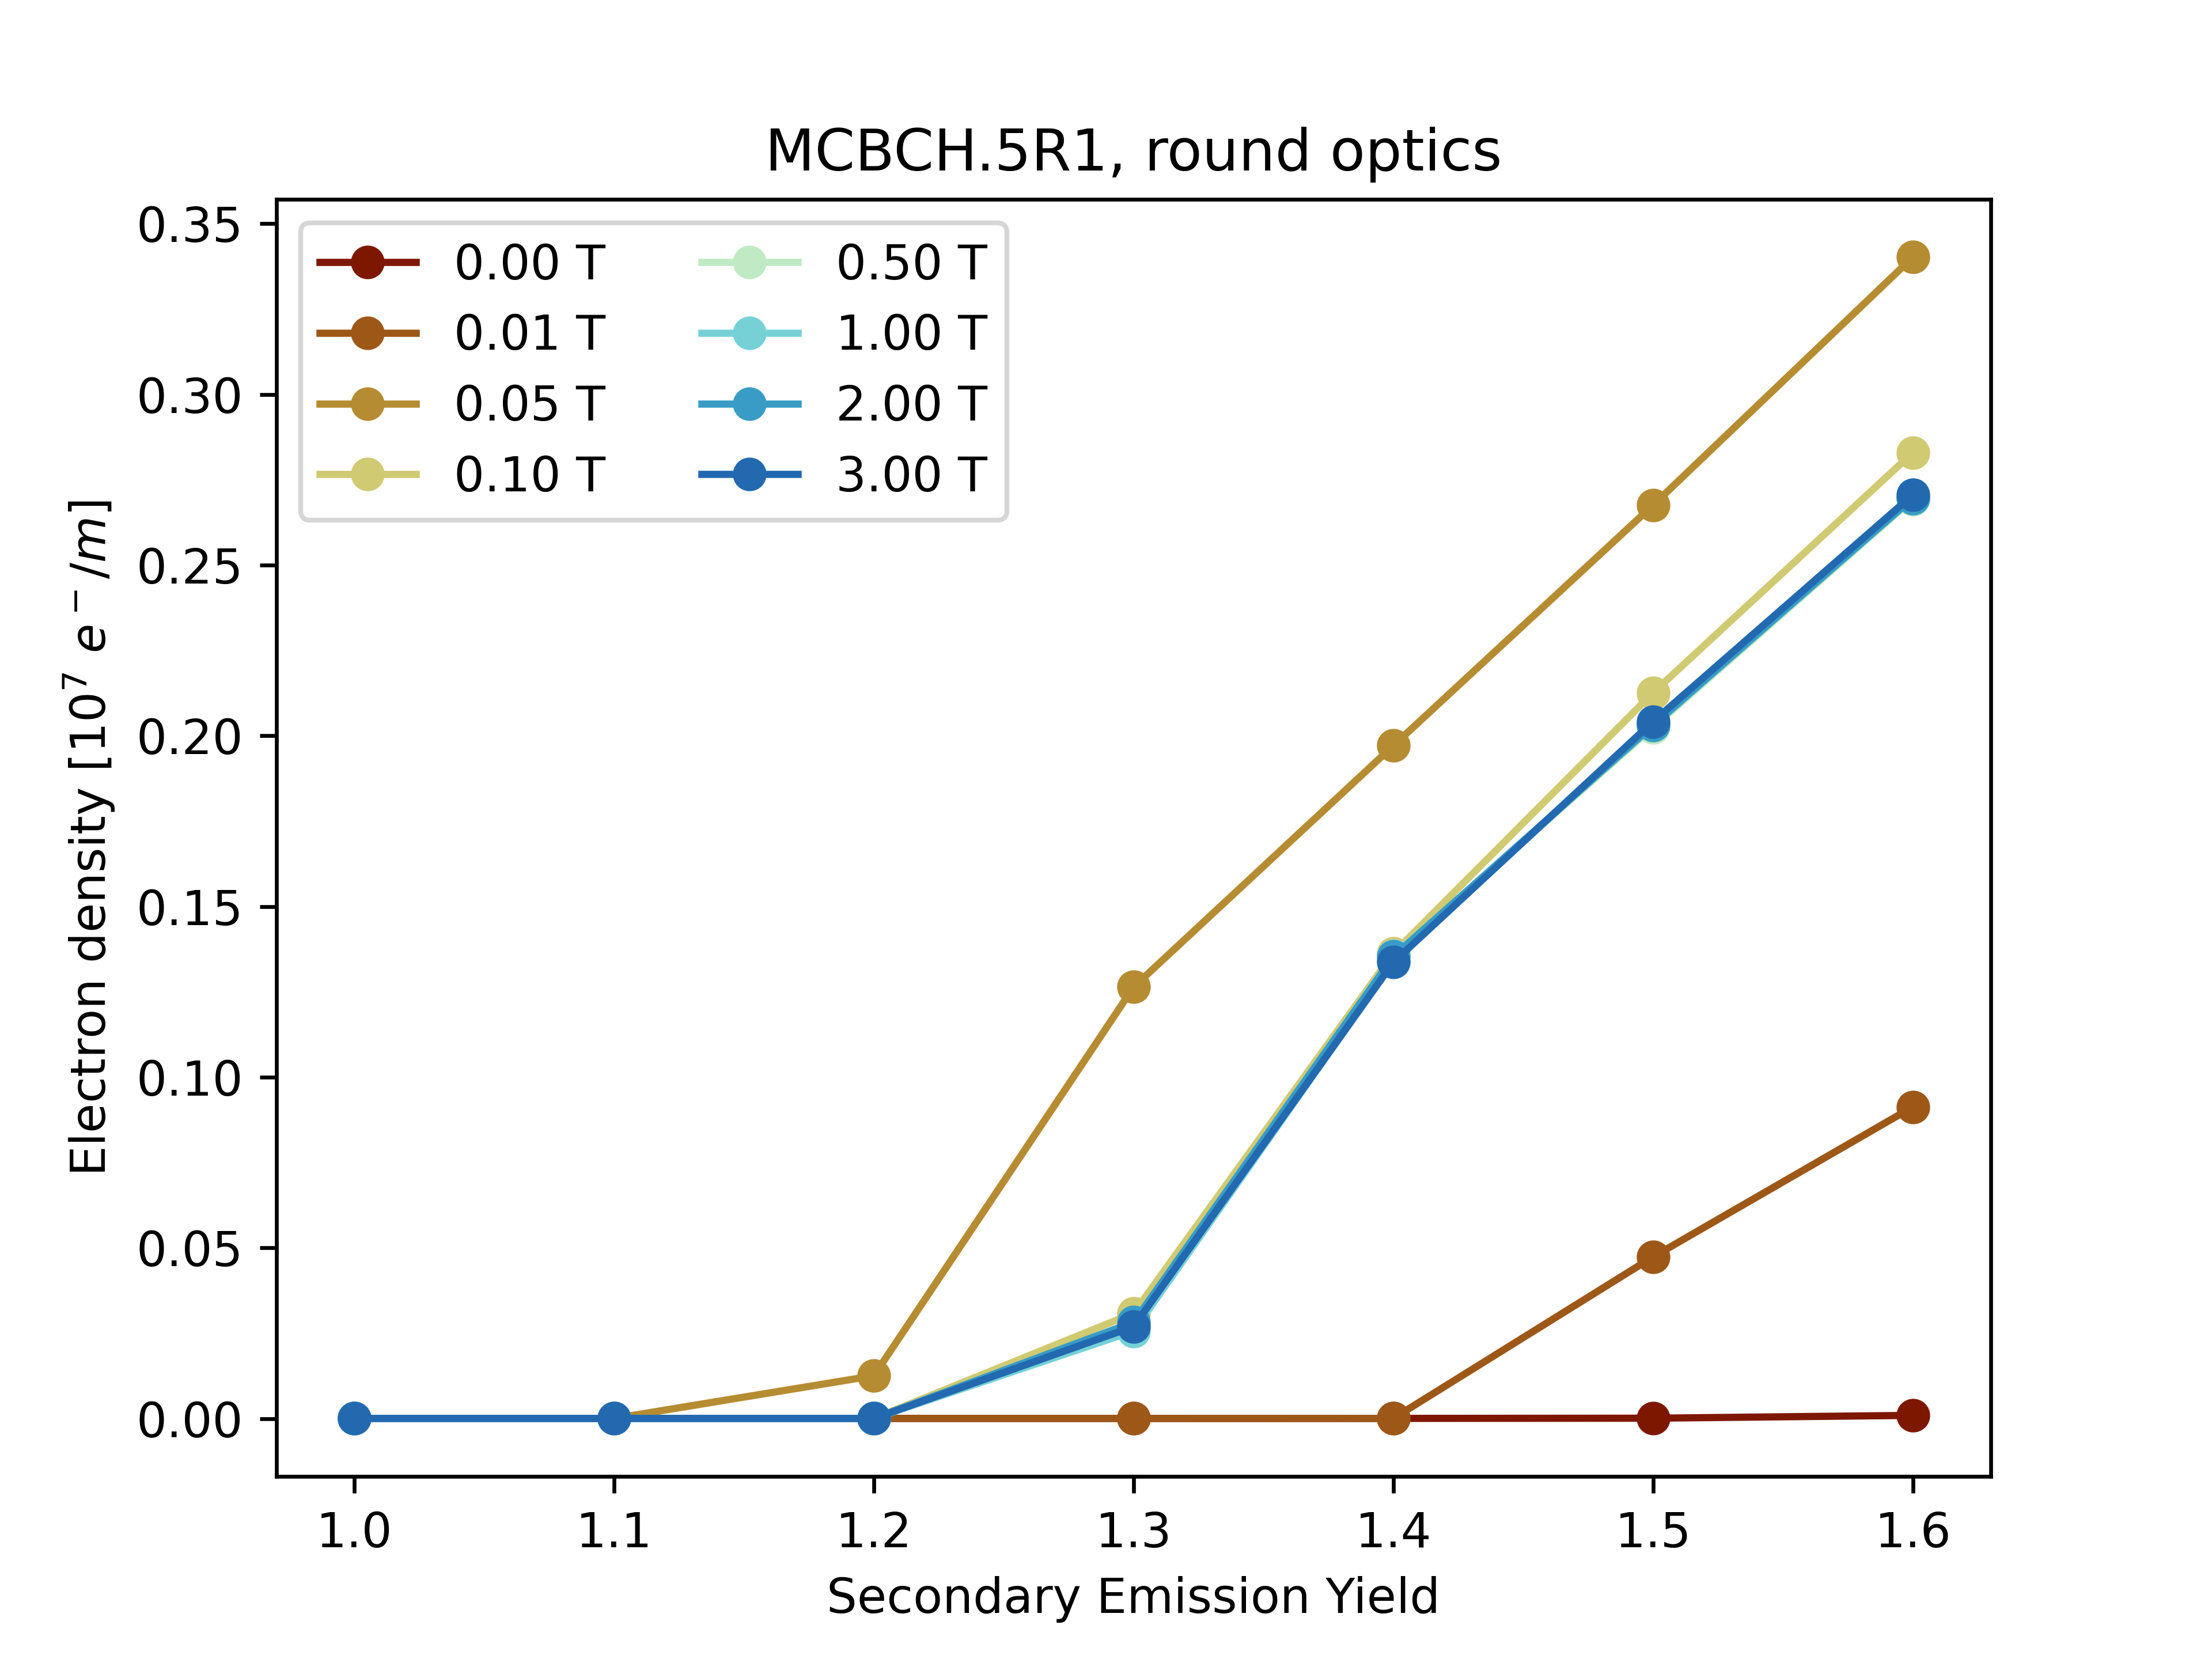 MCBCH.5R1, round optics
0.35
0.30
0.25
0.20
0.15
0.10
0.05
0.00
Electron density [10⁷ e⁻/m]
0.00 T
0.01 T
0.05 T
0.10 T
0.50 T
1.00 T
2.00 T
3.00 T
1.0 1.1 1.2 1.3 1.4 1.5 1.6
Secondary Emission Yield